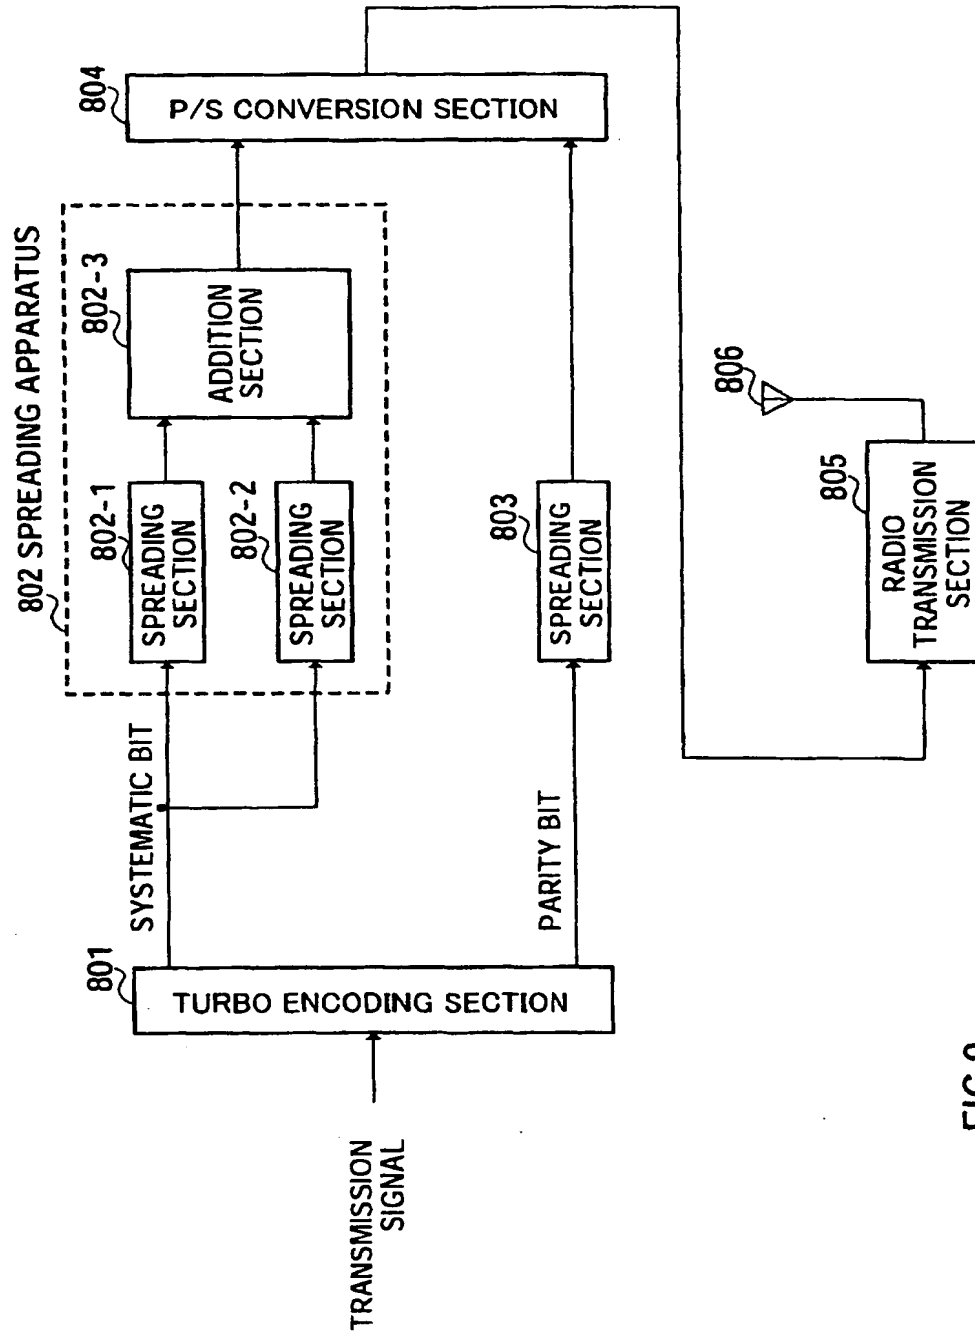 802 SPREADING APPARATUS
804
P/S CONVERSION SECTION
802-3
ADDITION
SECTION
802-1
SPREADING
SECTION
802-2
SPREADING
SECTION
803
SPREADING
SECTION
SYSTEMATIC BIT
PARITY BIT
801
TURBO ENCODING SECTION
TRANSMISSION
SIGNAL
806
805
RADIO
TRANSMISSION
SECTION